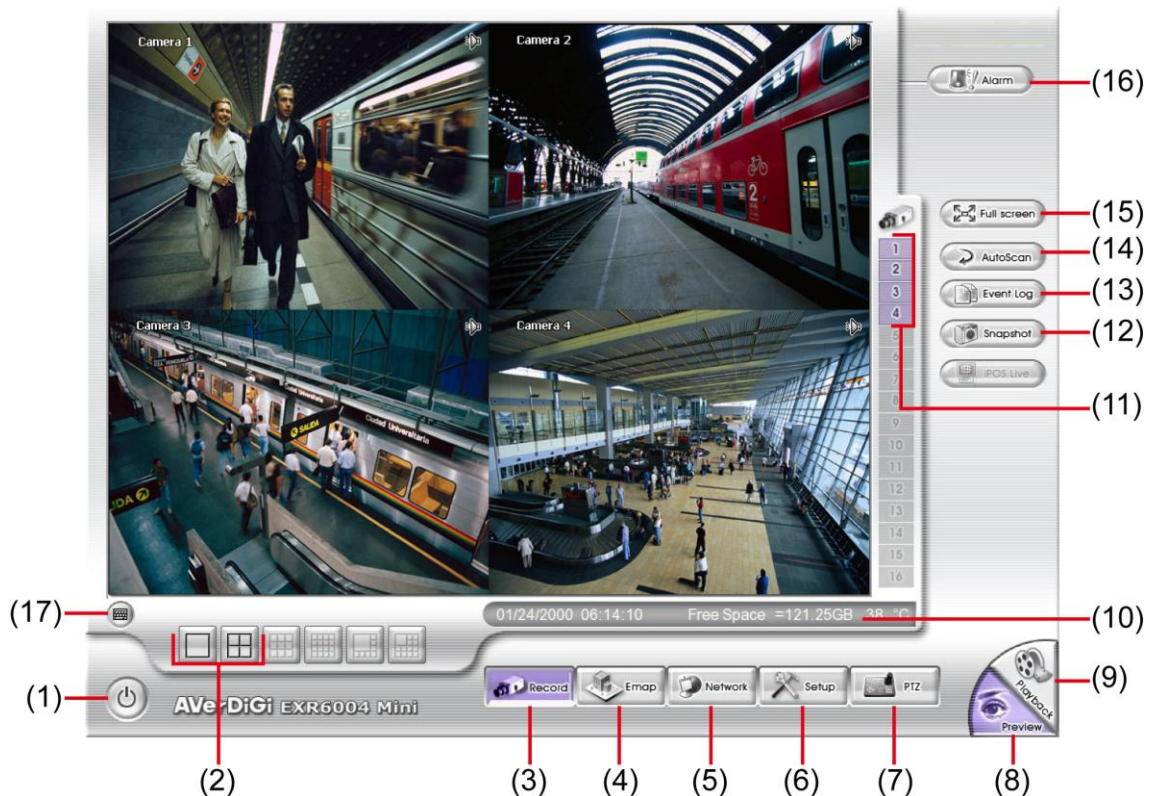 Camera 1
Camera 2
Alarm
(16)
Full screen
(15)
1
AutoScan
(14)
2
3
Event Log
(13)
4
Camera 3
Camera 4
Snapshot
(12)
5
6
iPOS Live
7
(11)
8
9
10
11
12
13
14
15
16
SALIDA
Ciudad Universitaria
(17)
01/24/2000 06:14:10 Free Space =121.25GB 38 °C
(10)
(1)
AVerDiGi EXR6004 Mini
Record
Emap
Network
Setup
PTZ
Playback
(9)
Preview
2
(2)
(3)
(4)
(5)
(6)
(7)
(8)